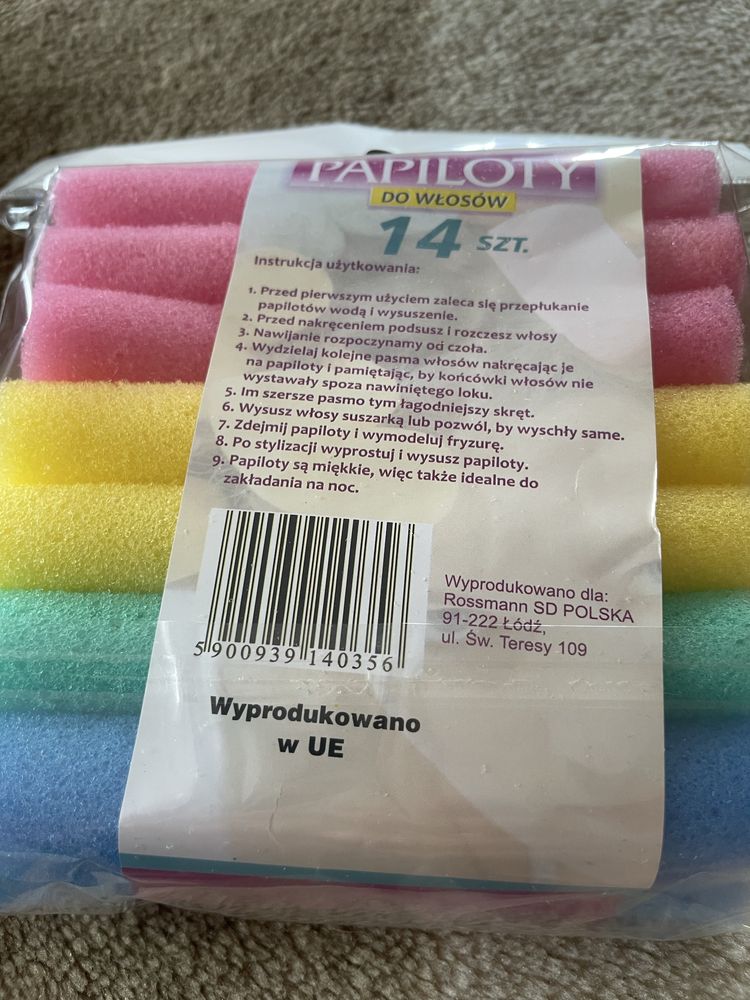 PAPILOTY
DO WŁOSÓW
14 SZT.
Instrukcja użytkowania:
1. Przed pierwszym użyciem zaleca się przepłukanie
papilotów wodą i wysuszenie.
2. Przed nakręceniem podsusz i rozczesz włosy
3. Nawijanie rozpoczynamy od czoła.
4. Wydzielaj kolejne pasma włosów nakręcając je
na papiloty i pamiętając, by końcówki włosów nie
wystawały spoza nawiniętego loku.
5. Im szersze pasmo tym łagodniejszy skręt.
6. Wysusz włosy suszarką lub pozwól, by wyschły same.
7. Zdejmij papiloty i wymodeluj fryzurę.
8. Po stylizacji wyprostuj i wysusz papiloty.
9. Papiloty są miękkie, więc także idealne do
zakładania na noc.
5 900939 140356
Wyprodukowano dla:
Rossmann SD POLSKA
91-222 Łódź,
ul. Św. Teresy 109
Wyprodukowano
w UE